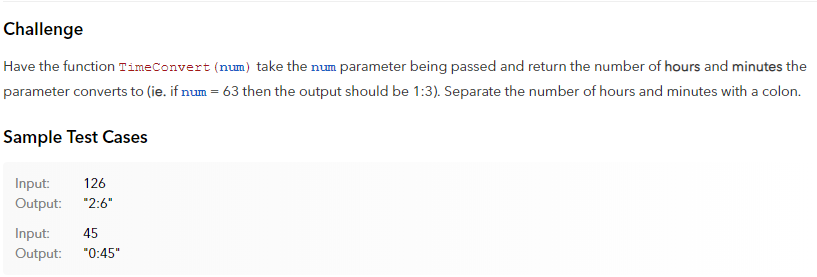 Challenge
Have the function TimeConvert(num) take the num parameter being passed and return the number of hours and minutes the
parameter converts to (ie. if num = 63 then the output should be 1:3). Separate the number of hours and minutes with a colon.
Sample Test Cases
Input: 126
Output: "2:6"
Input: 45
Output: "0:45"